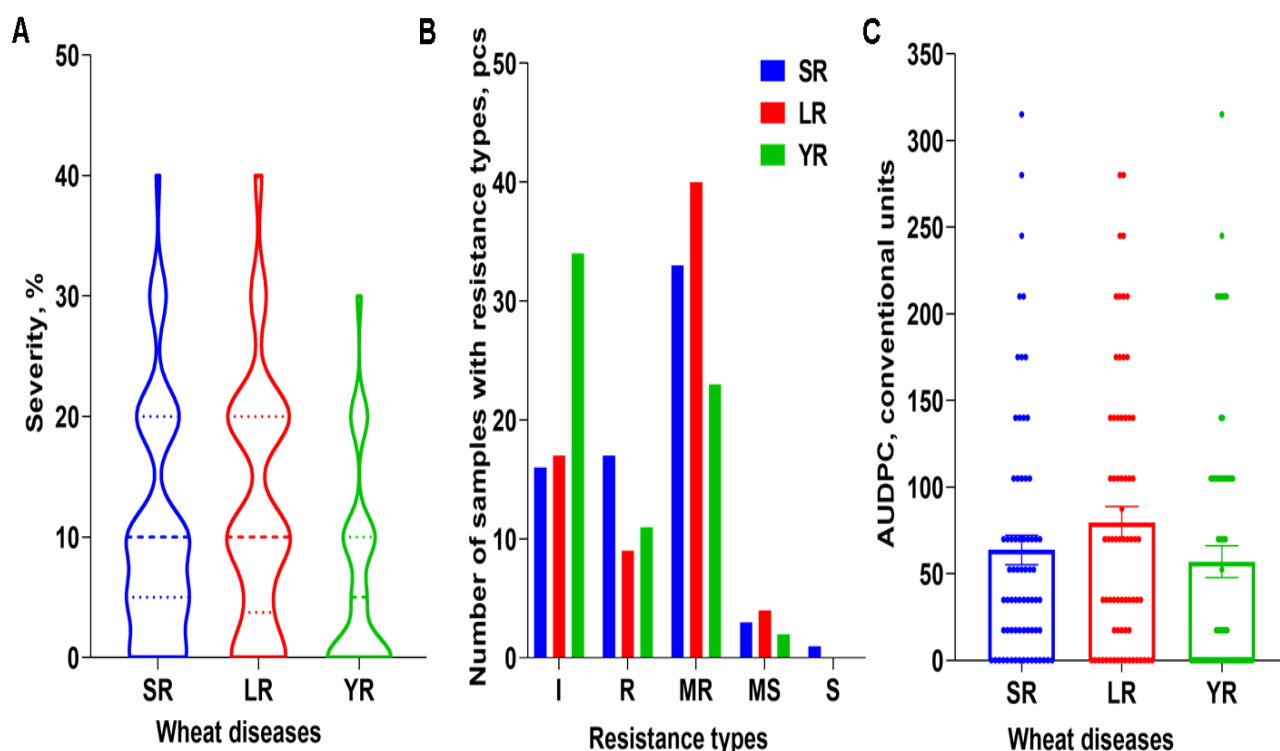 A
Severity, %
50
40
30
20
10
0
SR LR YR
Wheat diseases
B
Number of samples with resistance types, pcs
50
40
30
20
10
0
SR
LR
YR
I R MR MS S
Resistance types
C
AUDPC, conventional units
350
300
250
200
150
100
50
0
SR LR YR
Wheat diseases